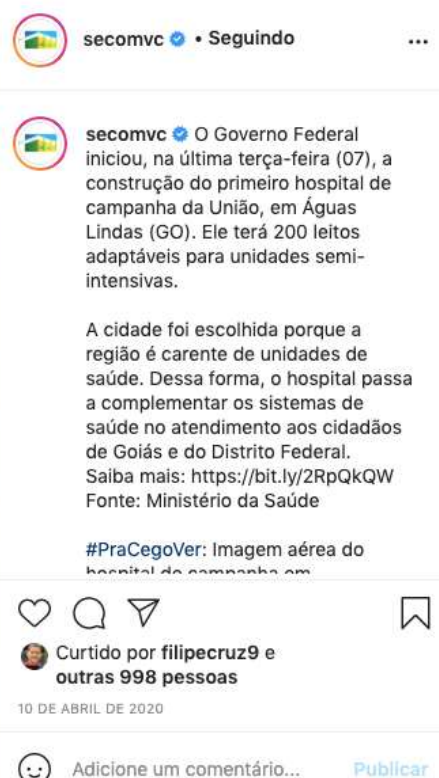 secomvc • Seguindo
...
secomvc O Governo Federal
iniciou, na última terça-feira (07), a
construção do primeiro hospital de
campanha da União, em Águas
Lindas (GO). Ele terá 200 leitos
adaptáveis para unidades semi-
intensivas.
A cidade foi escolhida porque a
região é carente de unidades de
saúde. Dessa forma, o hospital passa
a complementar os sistemas de
saúde no atendimento aos cidadãos
de Goiás e do Distrito Federal.
Saiba mais: https://bit.ly/2RpQkQW
Fonte: Ministério da Saúde
#PraCegoVer: Imagem aérea do
hospital de campanha em
Curtido por filipecruz9 e
outras 998 pessoas
10 DE ABRIL DE 2020
Adicione um comentário... Publicar